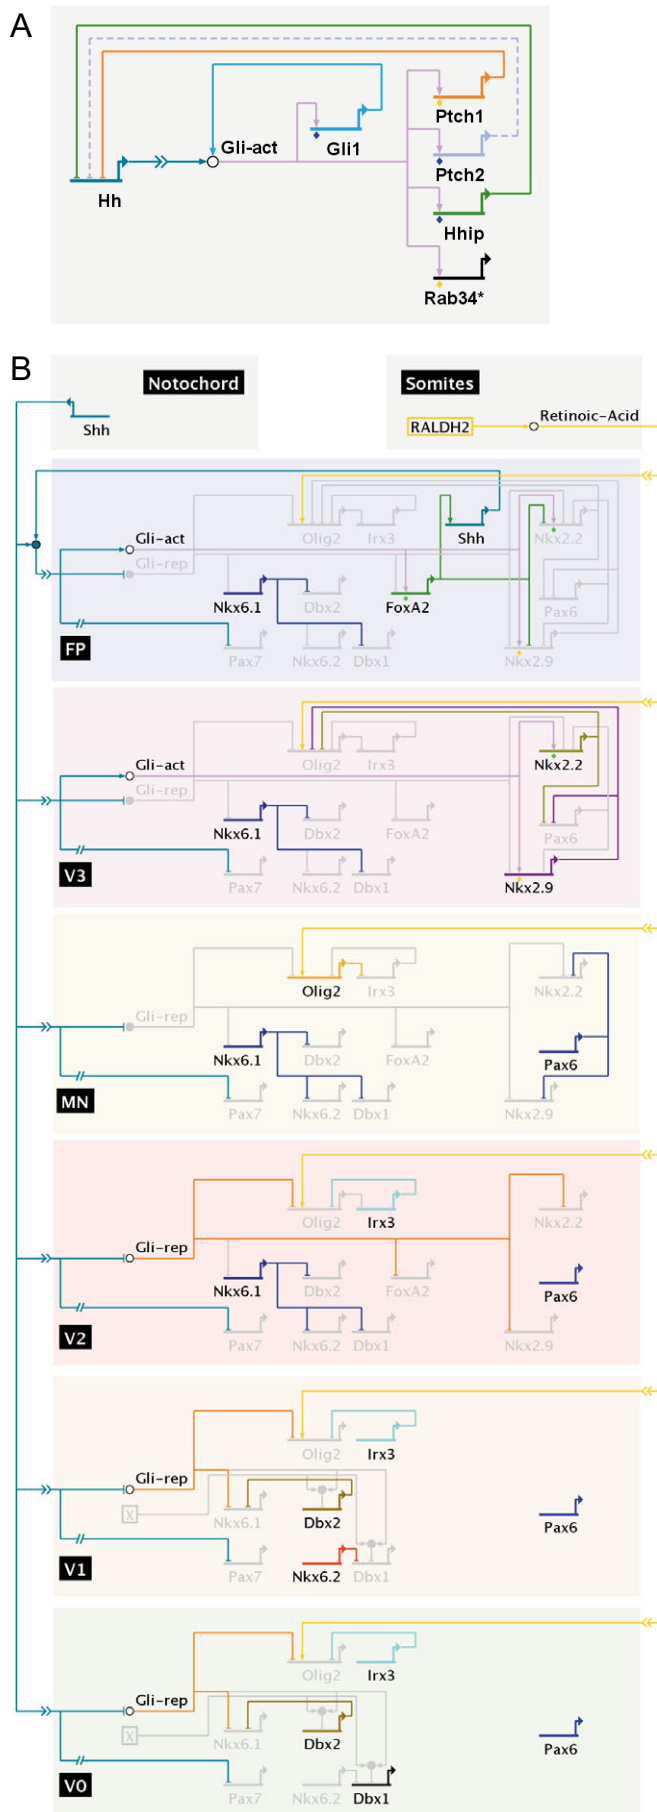 A
Gli-act
Gli1
Ptch1
Ptch2
Hh
Hhip
Rab34*
B
Notochord
Somites
Shh
RALDH2
Retinoic-Acid
Gli-act
Olig2
Irx3
Shh
Nkx2.2
Gli-rep
Nkx6.1
Dbx2
FoxA2
Pax6
FP
Pax7
Nkx6.2
Dbx1
Nkx2.9
Olig2
Irx3
Gli-act
Nkx2.2
Gli-rep
Nkx6.1
Dbx2
FoxA2
Pax6
V3
Pax7
Nkx6.2
Dbx1
Nkx2.9
Olig2
Irx3
Nkx2.2
Gli-rep
Nkx6.1
Dbx2
FoxA2
Pax6
MN
Pax7
Nkx6.2
Dbx1
Nkx2.9
Olig2
Irx3
Nkx2.2
Gli-rep
Nkx6.1
Dbx2
FoxA2
Pax6
V2
Pax7
Nkx6.2
Dbx1
Nkx2.9
Olig2
Irx3
Gli-rep
X
Nkx6.1
Dbx2
Pax6
V1
Pax7
Nkx6.2
Dbx1
Olig2
Irx3
Gli-rep
X
Nkx6.1
Dbx2
Pax6
V0
Pax7
Nkx6.2
Dbx1